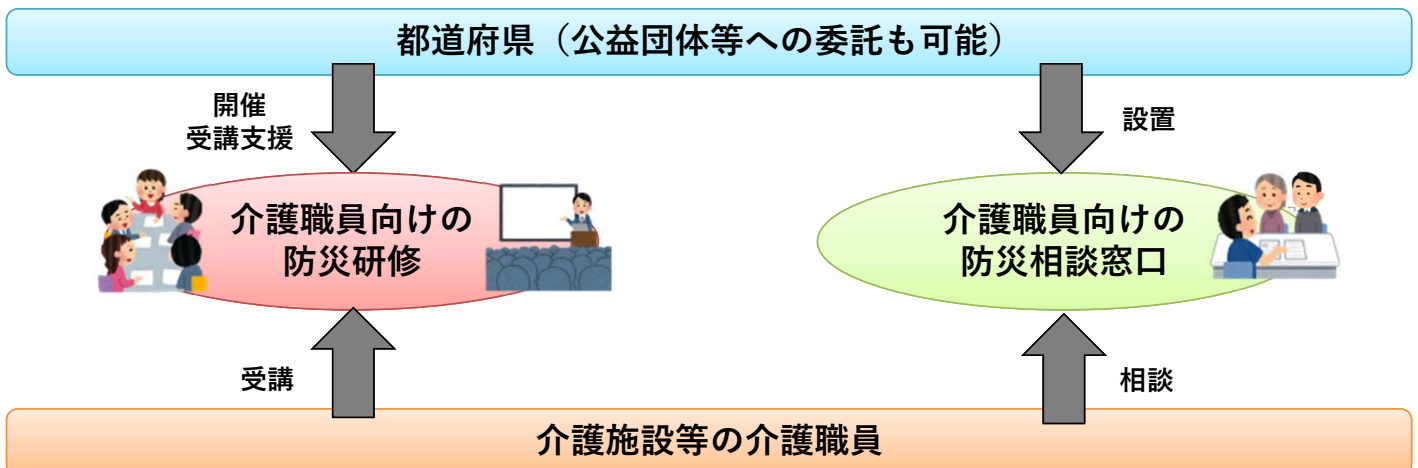 都道府県（公益団体等への委託も可能）
開催
受講支援
設置
介護職員向けの
防災研修
介護職員向けの
防災相談窓口
受講
相談
介護施設等の介護職員